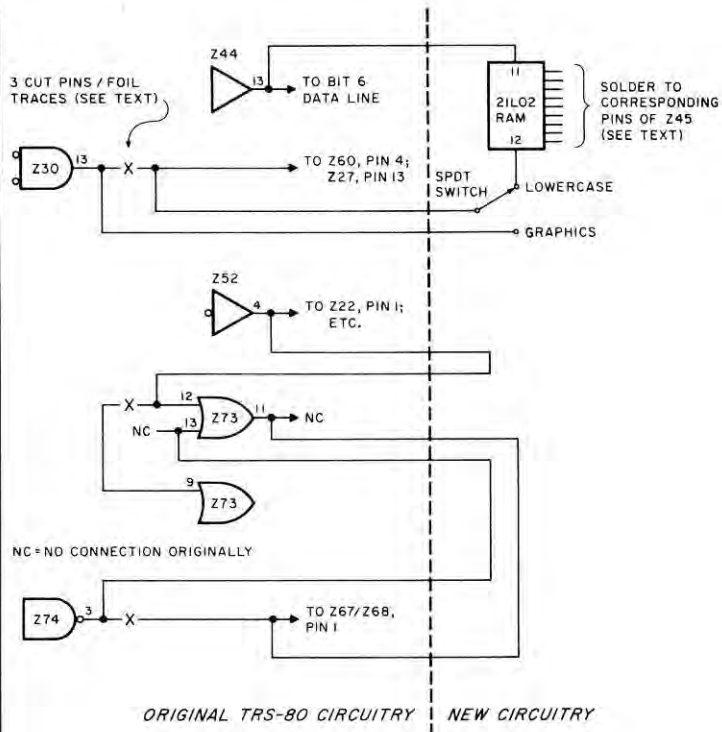 Z44
13
TO BIT 6
DATA LINE
3 CUT PINS / FOIL
TRACES (SEE TEXT)
11
21L02
RAM
12
SOLDER TO
CORRESPONDING
PINS OF Z45
(SEE TEXT)
Z30
13
X
TO Z60, PIN 4;
Z27, PIN 13
SPDT
SWITCH
LOWERCASE
GRAPHICS
Z52
4
TO Z22, PIN 1;
ETC.
X
12
NC
13
Z73
11
NC
9
Z73
NC = NO CONNECTION ORIGINALLY
Z74
3
X
TO Z67/Z68,
PIN 1
ORIGINAL TRS-80 CIRCUITRY
NEW CIRCUITRY